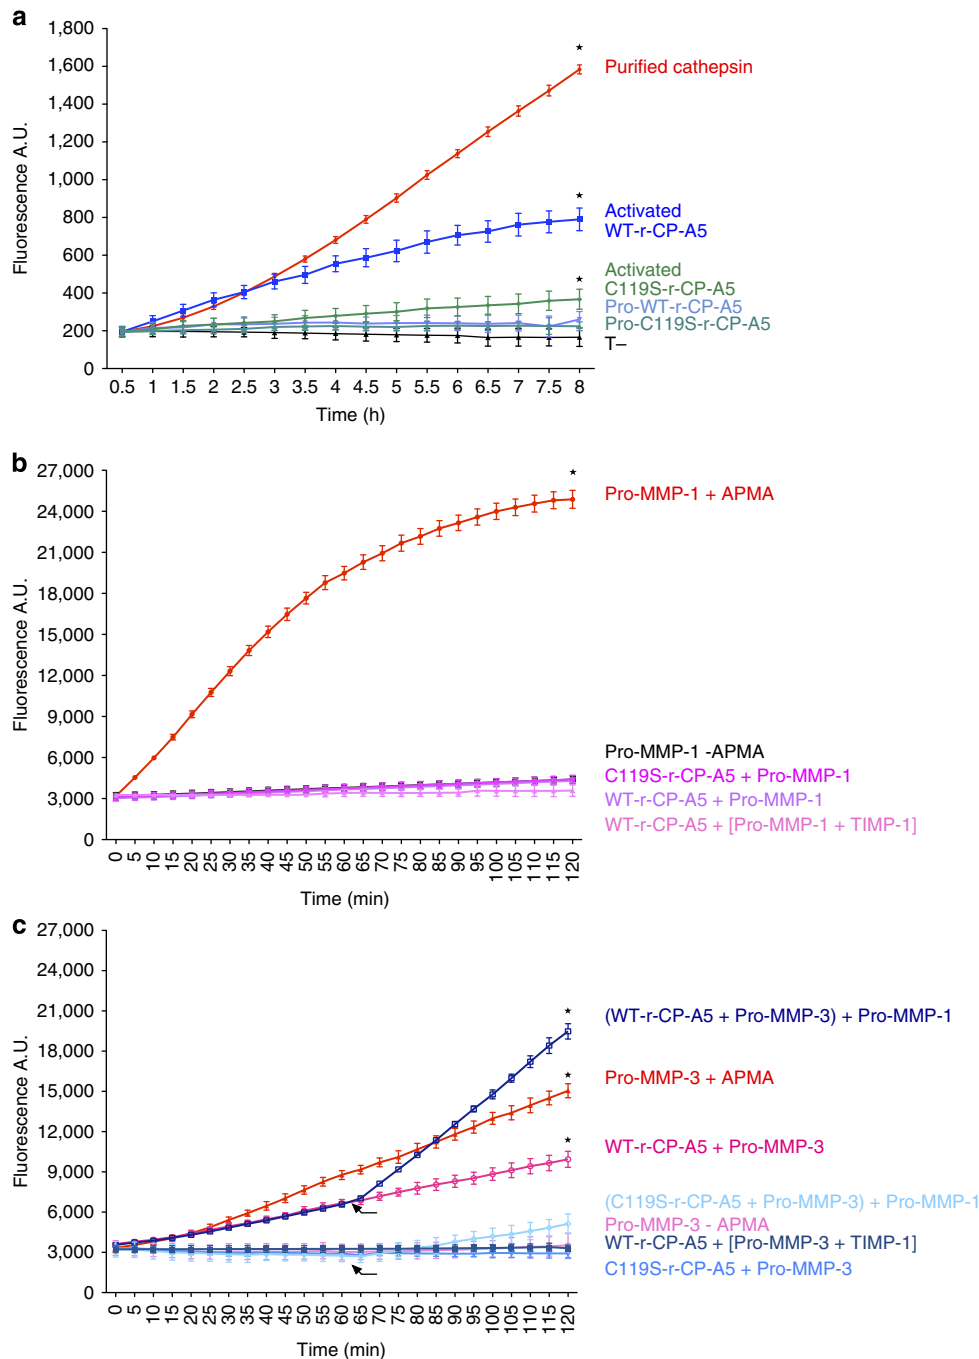 a
1,800
1,600
1,400
1,200
1,000
800
600
400
200
0
Fluorescence A.U.
0.5 1 1.5 2 2.5 3 3.5 4 4.5 5 5.5 6 6.5 7 7.5 8
Time (h)
Purified cathepsin
Activated
WT-r-CP-A5
Activated
C119S-r-CP-A5
Pro-WT-r-CP-A5
Pro-C119S-r-CP-A5
T–
b
27,000
24,000
21,000
18,000
15,000
12,000
9,000
6,000
3,000
0
Fluorescence A.U.
0 5 10 15 20 25 30 35 40 45 50 55 60 65 70 75 80 85 90 95 100 105 110 115 120
Time (min)
Pro-MMP-1 + APMA
Pro-MMP-1 -APMA
C119S-r-CP-A5 + Pro-MMP-1
WT-r-CP-A5 + Pro-MMP-1
WT-r-CP-A5 + [Pro-MMP-1 + TIMP-1]
c
27,000
24,000
21,000
18,000
15,000
12,000
9,000
6,000
3,000
0
Fluorescence A.U.
0 5 10 15 20 25 30 35 40 45 50 55 60 65 70 75 80 85 90 95 100 105 110 115 120
Time (min)
(WT-r-CP-A5 + Pro-MMP-3) + Pro-MMP-1
Pro-MMP-3 + APMA
WT-r-CP-A5 + Pro-MMP-3
(C119S-r-CP-A5 + Pro-MMP-3) + Pro-MMP-1
Pro-MMP-3 - APMA
WT-r-CP-A5 + [Pro-MMP-3 + TIMP-1]
C119S-r-CP-A5 + Pro-MMP-3